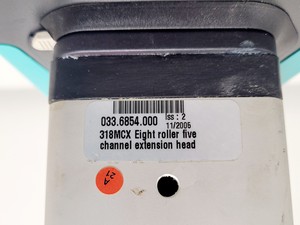 033.6854.000 Iss : 2
11/2006
318MCX Eight roller five
channel extension head